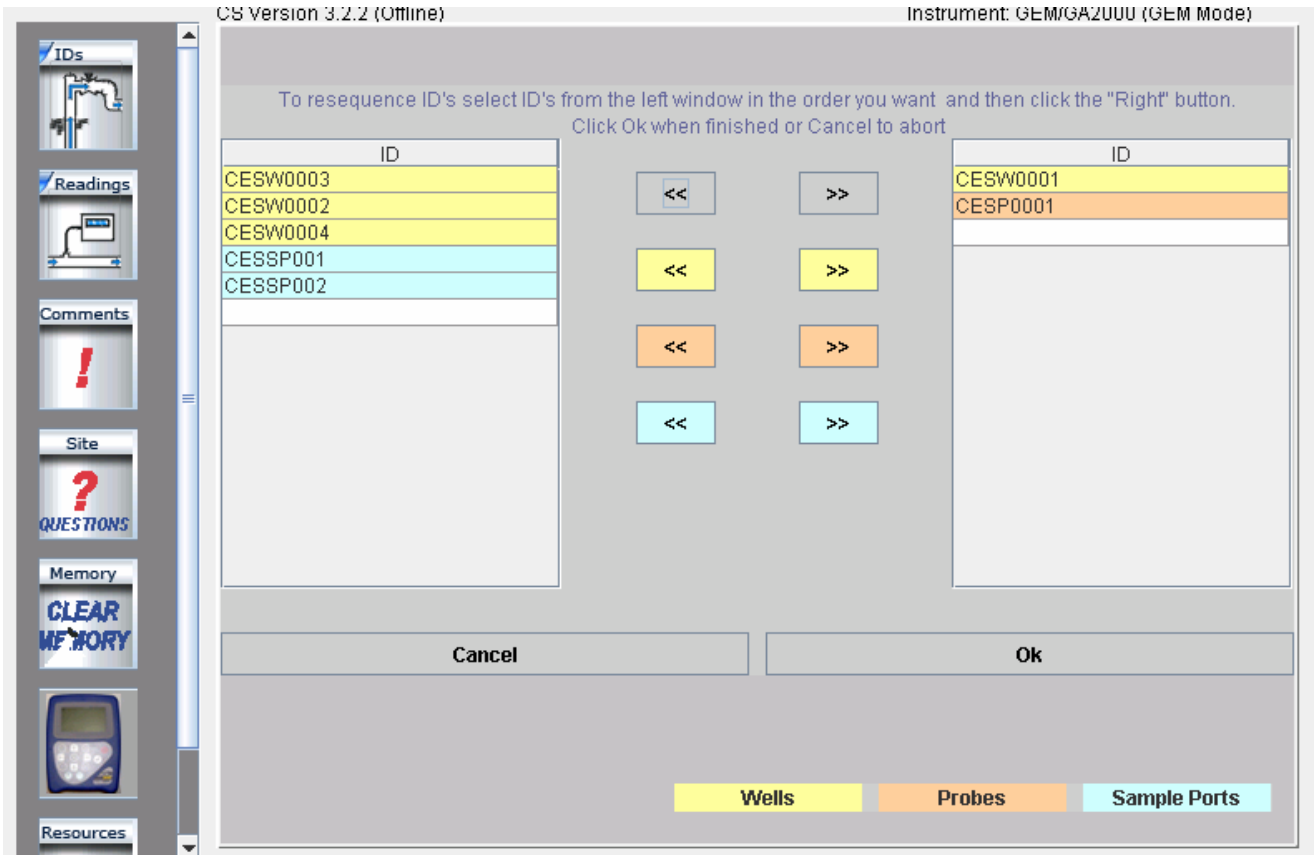 CS Version 3.2.2 (Offline)
Instrument: GEM/GA2000 (GEM Mode)
IDs
Readings
Comments
!
Site
?
QUESTIONS
Memory
CLEAR
MEMORY
Resources
To resequence ID's select ID's from the left window in the order you want and then click the "Right" button.
Click Ok when finished or Cancel to abort
ID
CESW0003
CESW0002
CESW0004
CESSP001
CESSP002
<< >>
<< >>
<< >>
<< >>
ID
CESW0001
CESP0001
Cancel
Ok
Wells
Probes
Sample Ports